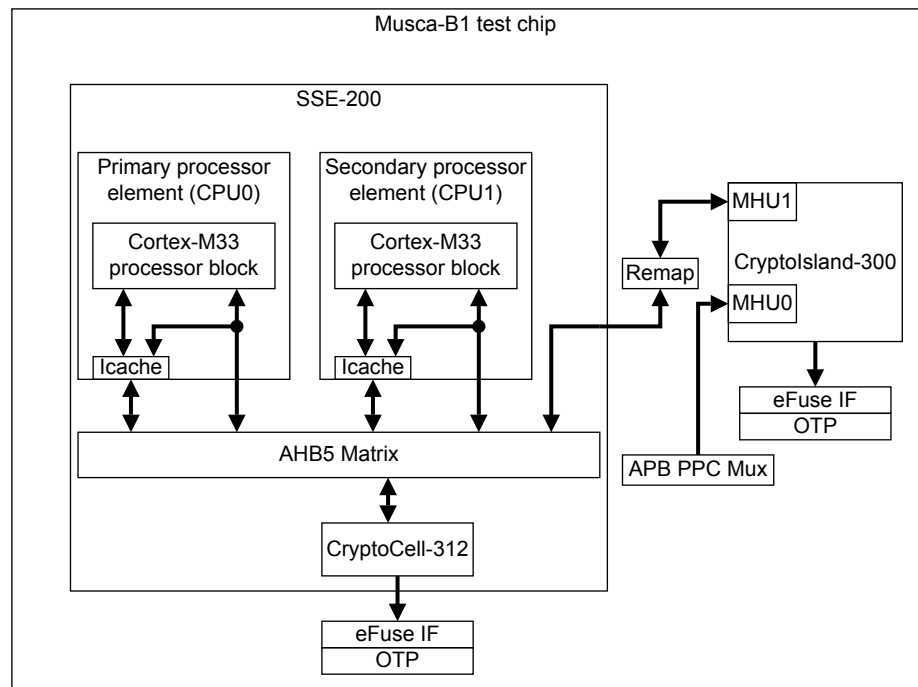 Musca-B1 test chip
SSE-200
Primary processor
element (CPU0)
Cortex-M33
processor block
Icache
Secondary processor
element (CPU1)
Cortex-M33
processor block
Icache
AHB5 Matrix
CryptoCell-312
eFuse IF
OTP
Remap
MHU1
CryptoIsland-300
MHU0
eFuse IF
OTP
APB PPC Mux